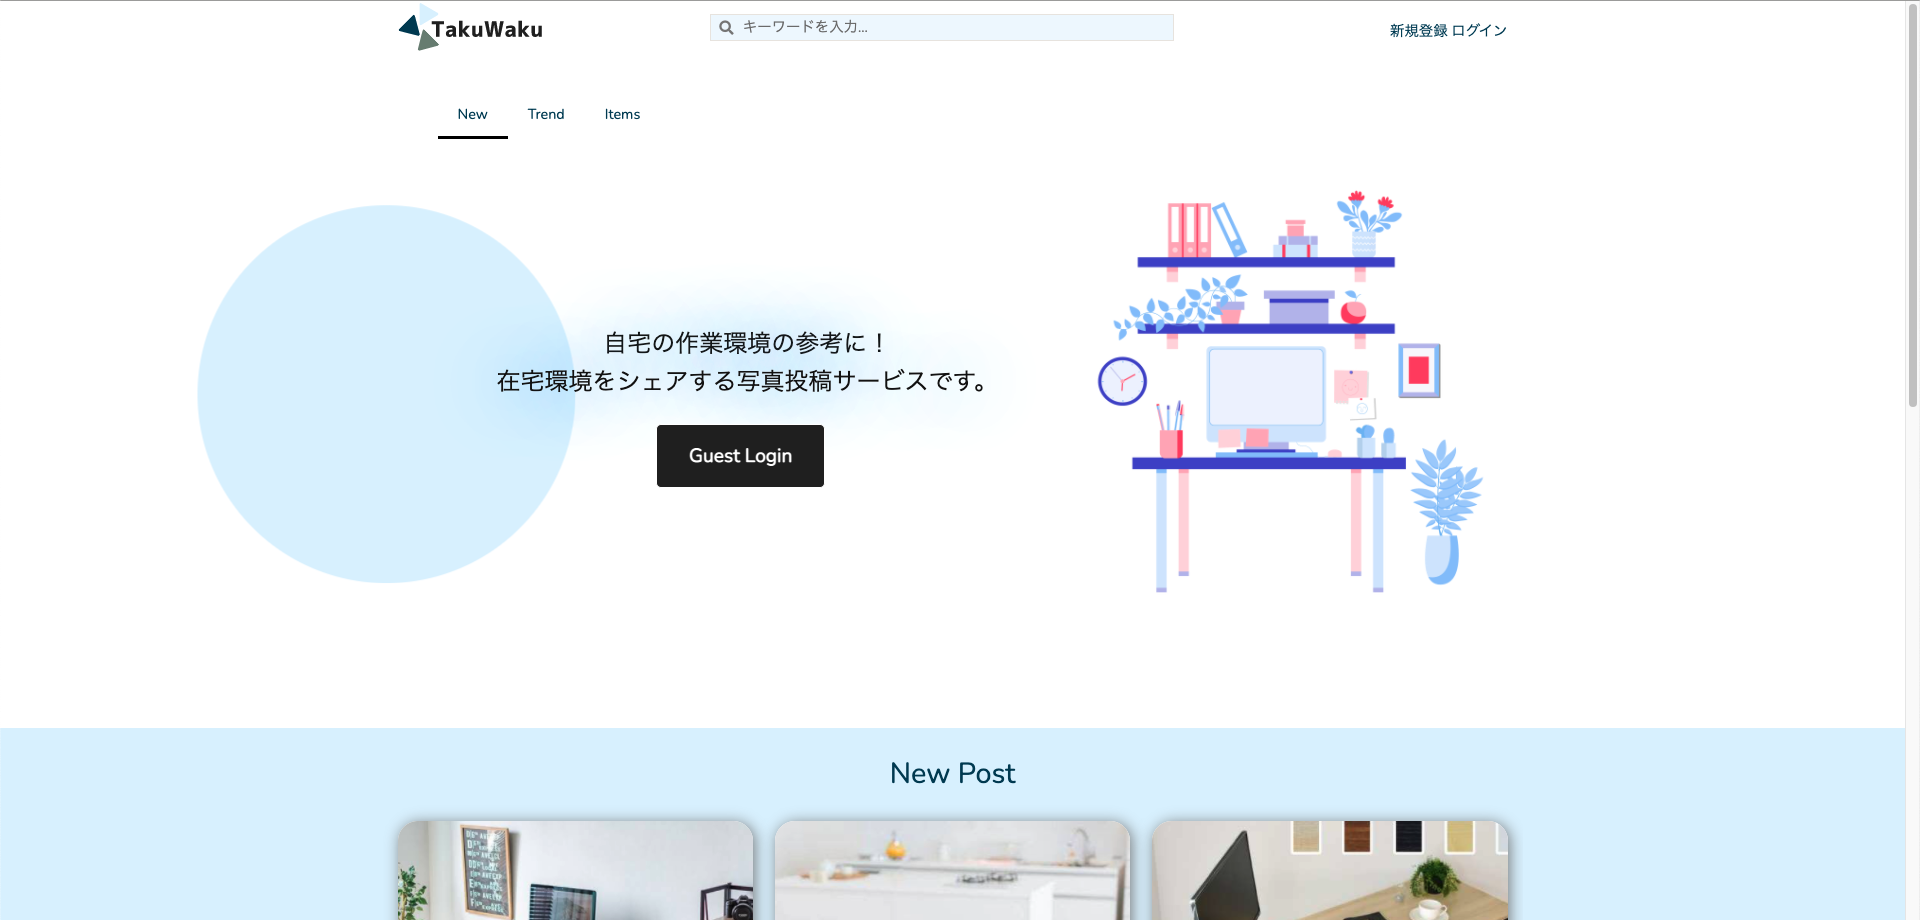 TakuWaku
キーワードを入力...
新規登録 ログイン
New
Trend
Items
自宅の作業環境の参考に！
在宅環境をシェアする写真投稿サービスです。
Guest Login
New Post